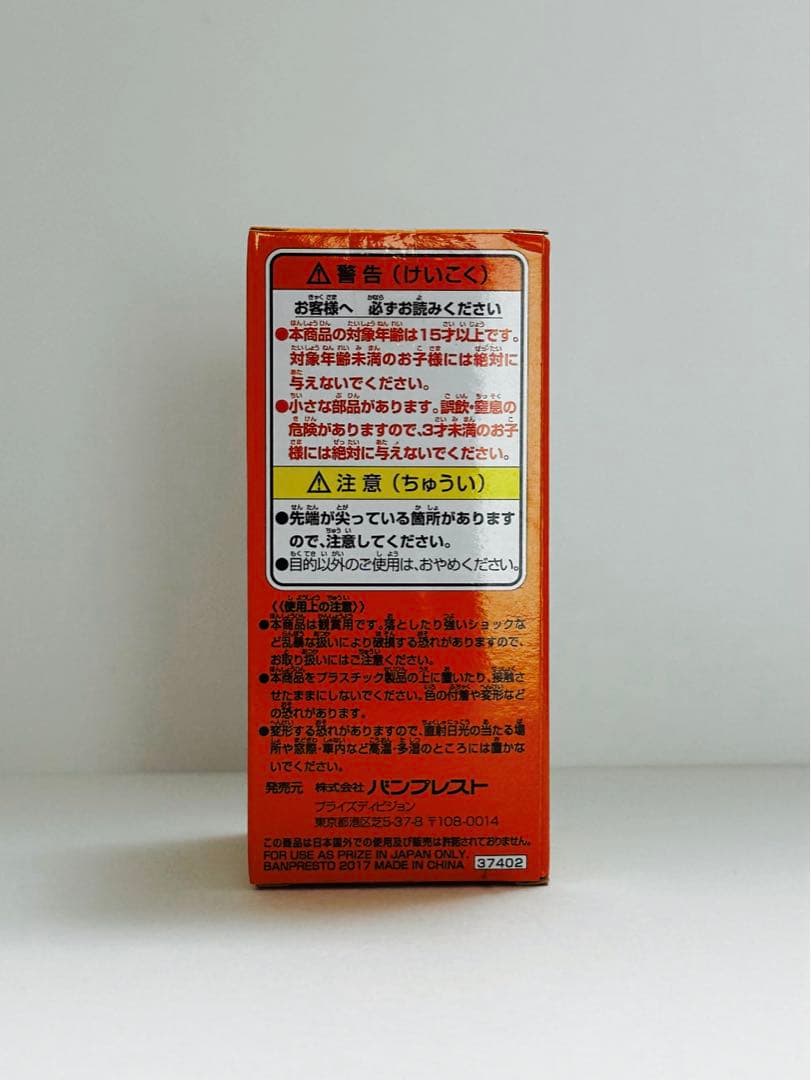 ⚠警告（けいこく）
お客様へ 必ずお読みください
●本商品の対象年齢は15才以上です。
対象年齢未満のお子様には絶対に
与えないでください。
●小さな部品があります。誤飲・窒息の
危険がありますので、3才未満のお子
様には絶対に与えないでください。
⚠注意（ちゅうい）
●先端が尖っている箇所があります
ので、注意してください。
●目的以外のご使用は、おやめください。
《使用上の注意》
●本商品は観賞用です。落としたり強いショックな
ど乱暴な扱いにより破損する恐れがありますので、
お取り扱いにはご注意ください。
●本商品をプラスチック製品の上に置いたり、接触さ
せたままにしないでください。色の付着や変形など
の恐れがあります。
●変形する恐れがありますので、直射日光の当たる場
所や窓際・車内など高温・多湿のところには置かな
いでください。
発売元 株式会社 バンプレスト
プライズディビジョン
東京都港区芝5-37-8 〒108-0014
この商品は日本国外での使用及び販売は許諾されておりません。
FOR USE AS PRIZE IN JAPAN ONLY.
BANPRESTO 2017 MADE IN CHINA
37402